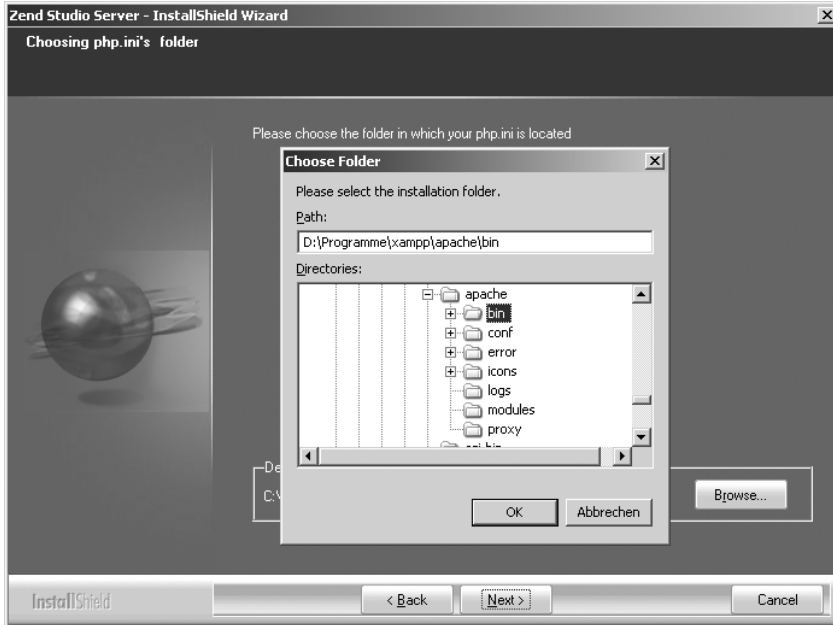 Zend Studio Server - InstallShield Wizard
Choosing php.ini's folder
Please choose the folder in which your php.ini is located
Choose Folder
Please select the installation folder.
Path:
D:\Programme\xampp\apache\bin
Directories:
apache
bin
conf
error
icons
logs
modules
proxy
Browse...
OK
Abbrechen
InstallShield
< Back
Next >
Cancel